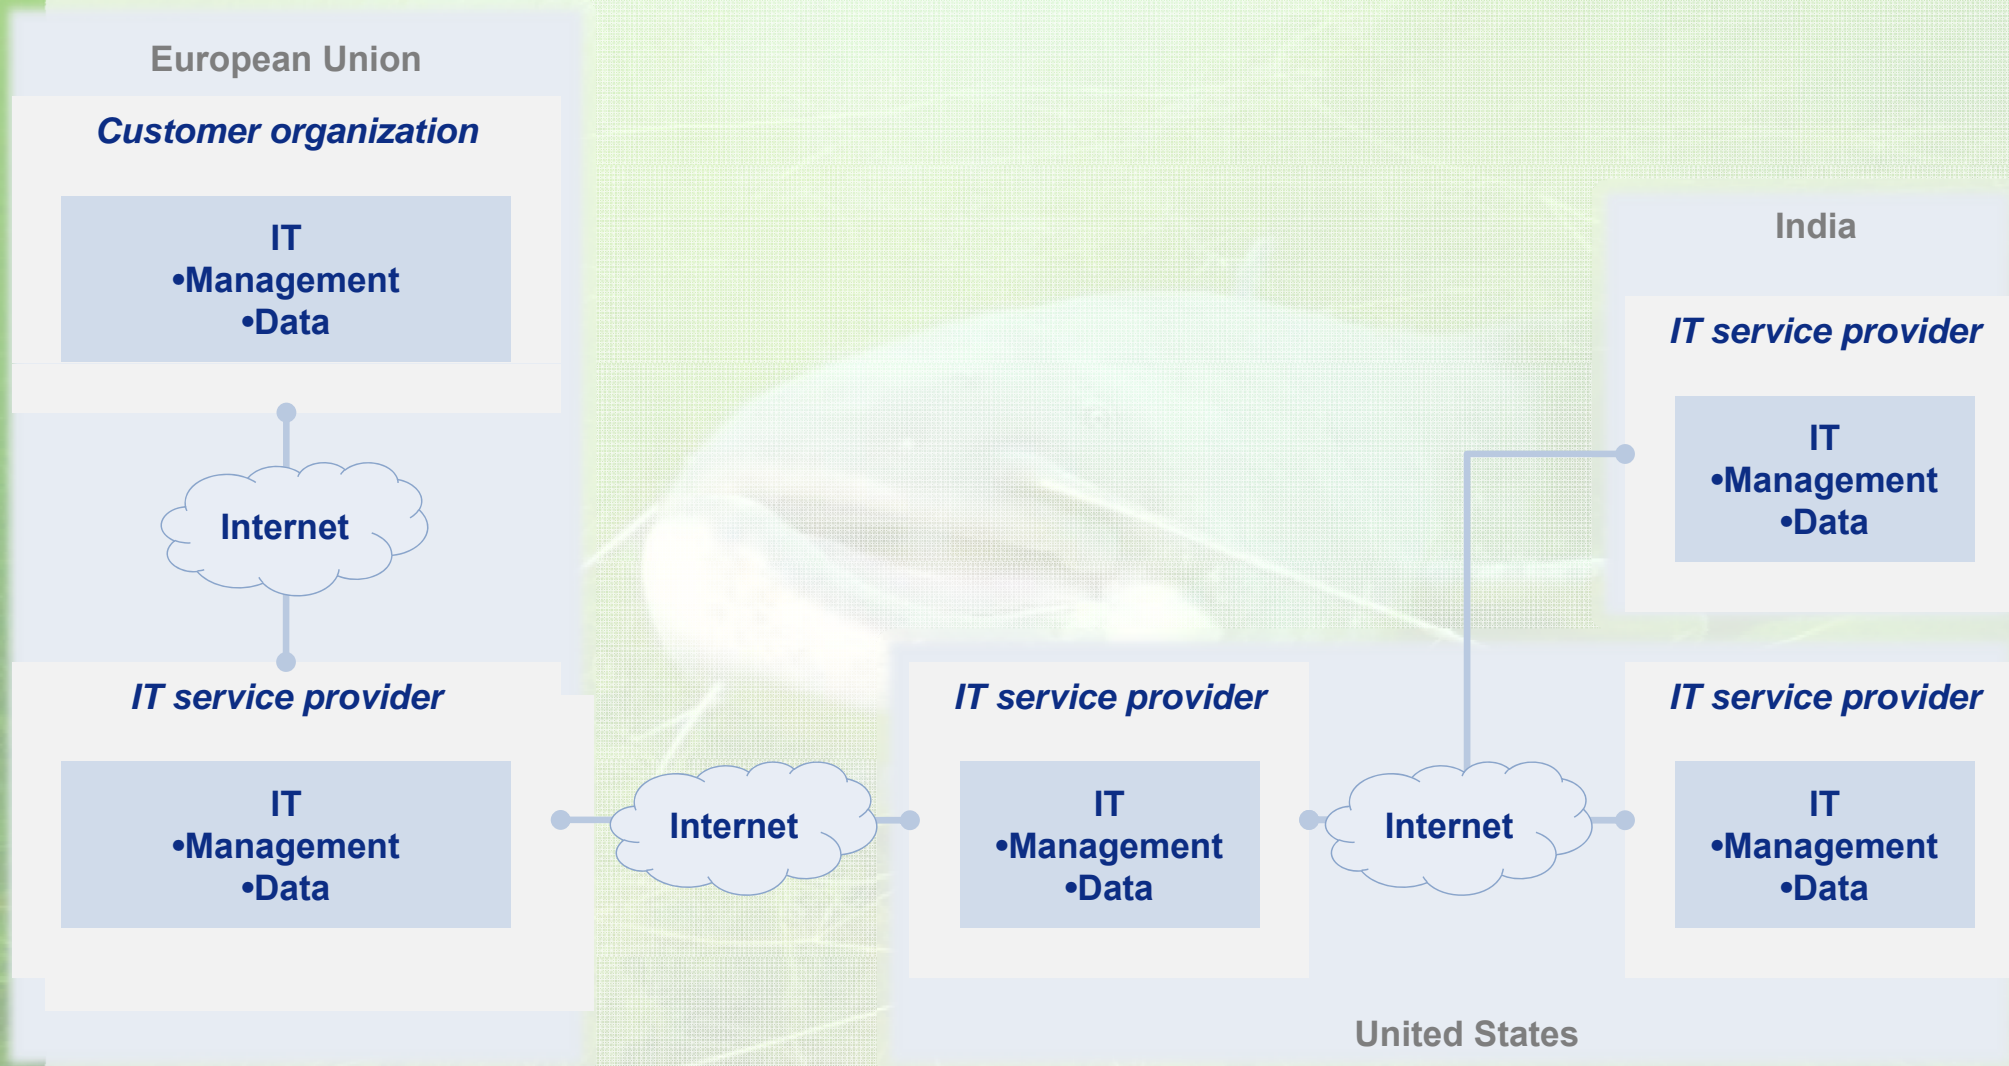 European Union
Customer organization
IT
•Management
•Data
Internet
IT service provider
IT
•Management
•Data
Internet
IT service provider
IT
•Management
•Data
Internet
India
IT service provider
IT
•Management
•Data
IT service provider
IT
•Management
•Data
United States